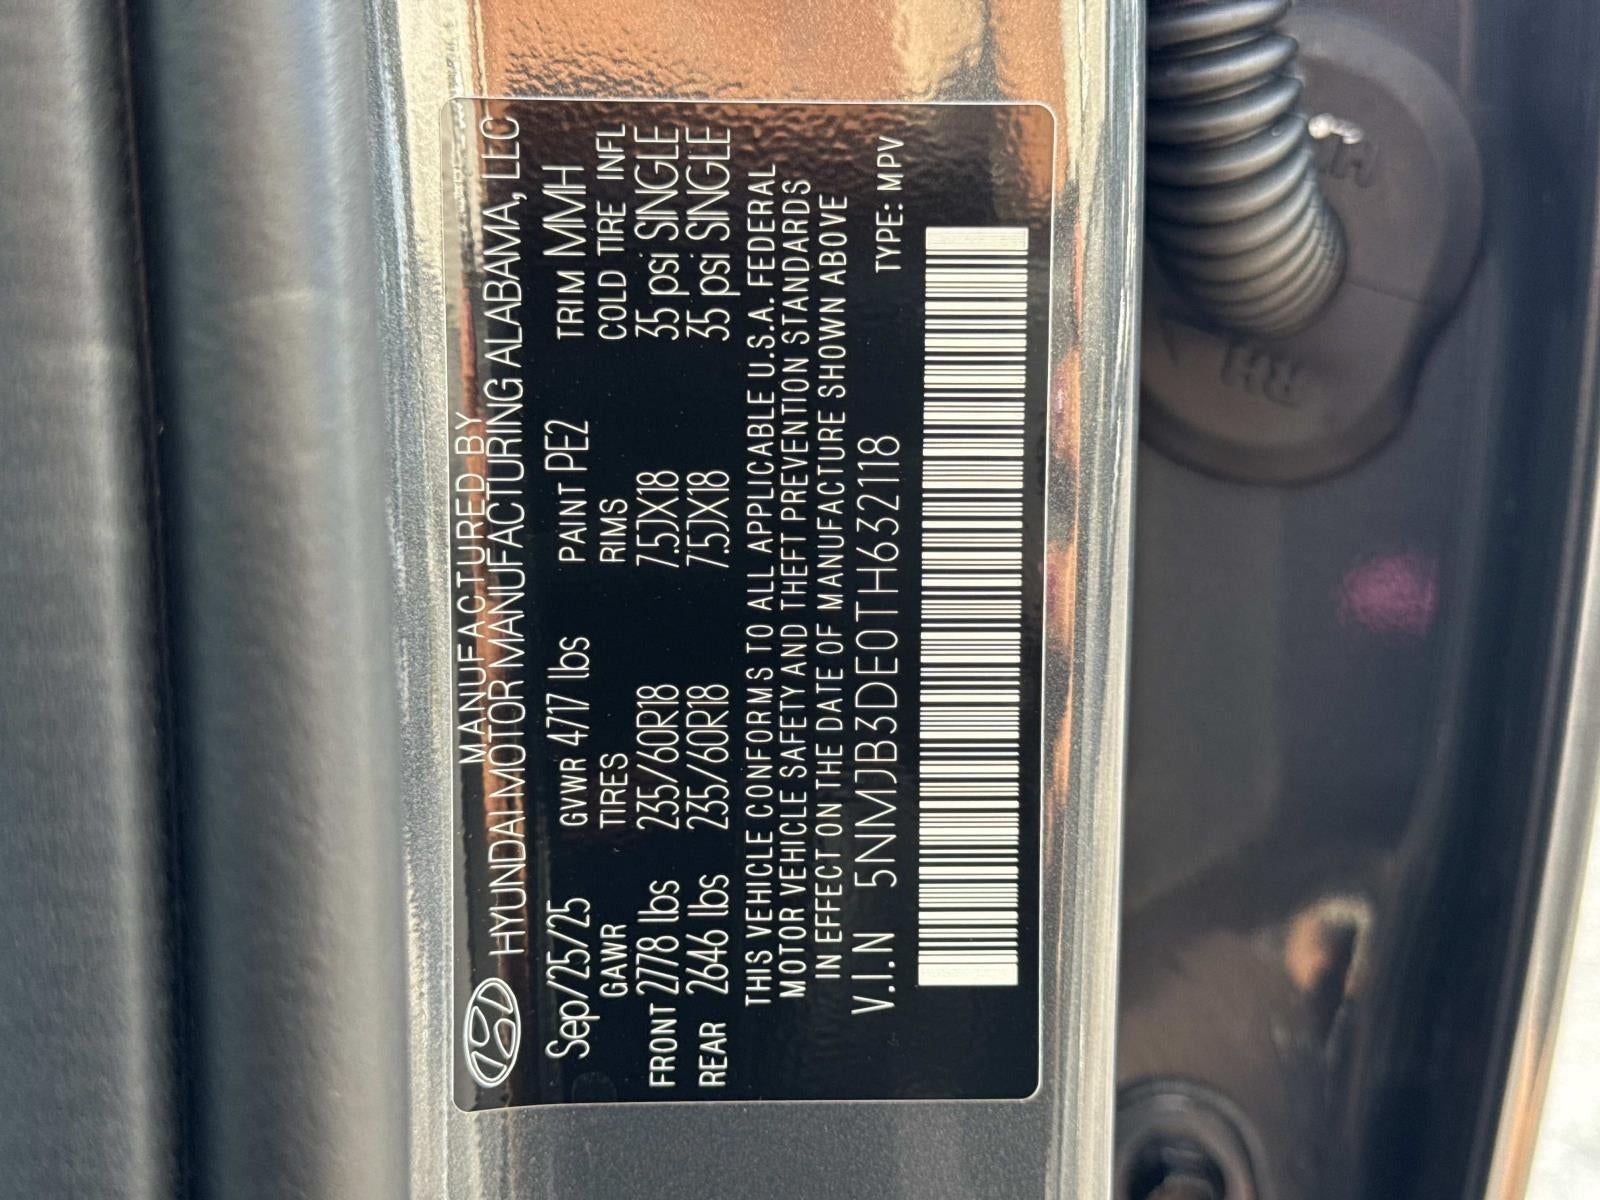 MANUFACTURED BY
HYUNDAI MOTOR MANUFACTURING ALABAMA, LLC
Sep/25/25 GVWR 4717 lbs PAINT PE2 TRIM MMH
GAWR TIRES RIMS COLD TIRE INFL
FRONT 2778 lbs 235/60R18 7.5JX18 35 psi SINGLE
REAR 2646 lbs 235/60R18 7.5JX18 35 psi SINGLE
THIS VEHICLE CONFORMS TO ALL APPLICABLE U.S.A. FEDERAL
MOTOR VEHICLE SAFETY AND THEFT PREVENTION STANDARDS
IN EFFECT ON THE DATE OF MANUFACTURE SHOWN ABOVE
V.I.N 5NMJB3DE0TH632118 TYPE: MPV
RH